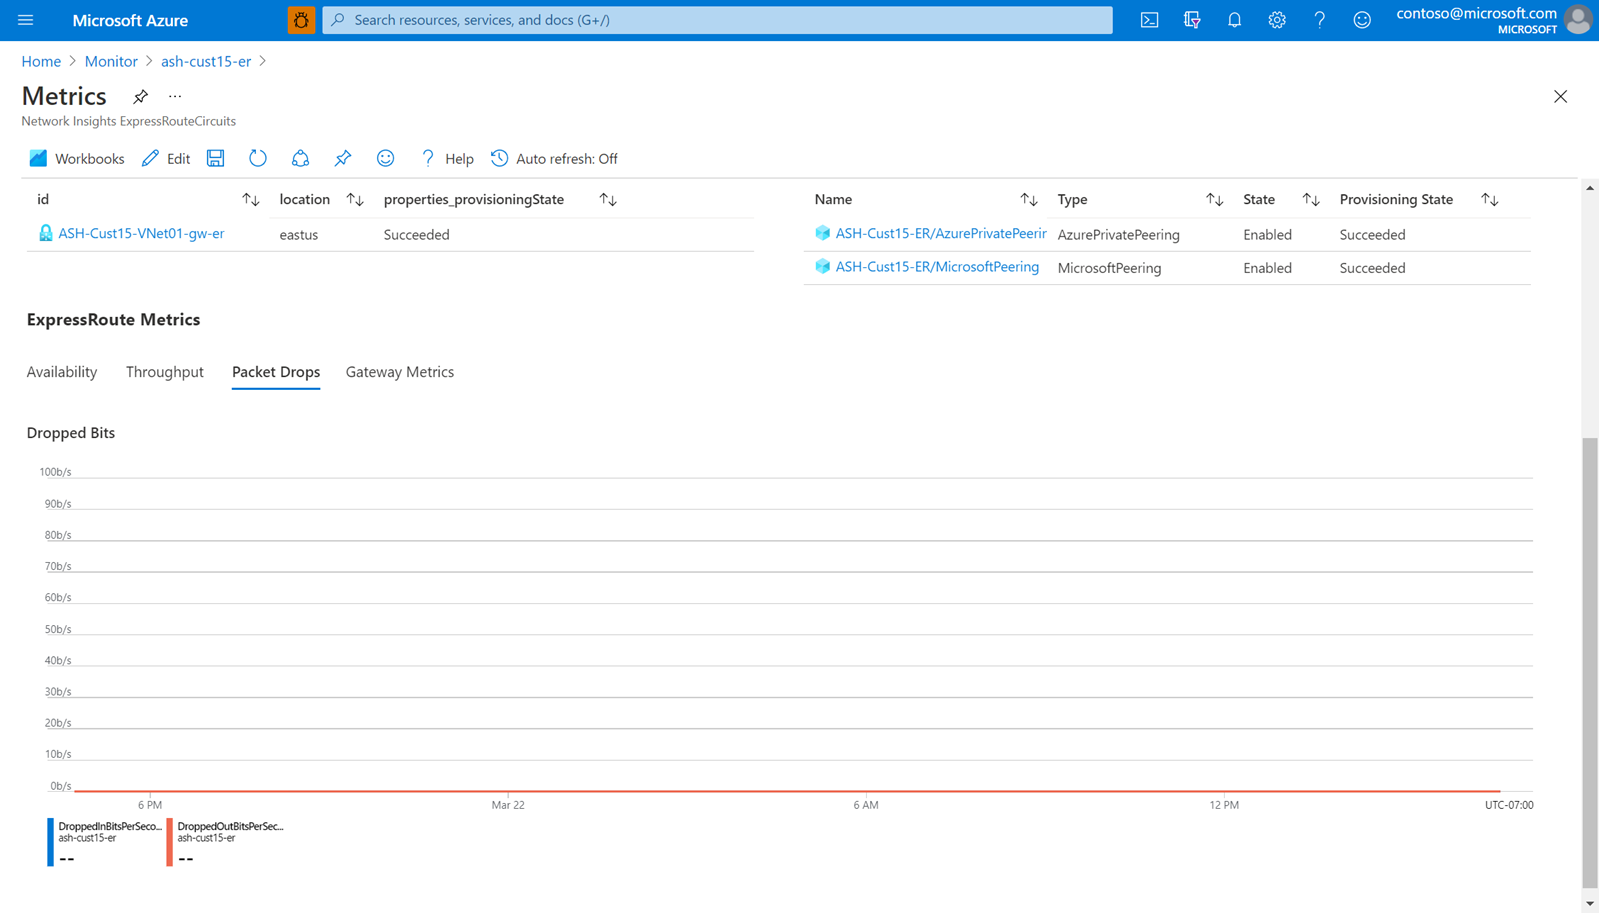 Microsoft Azure
Search resources, services, and docs (G+/)
contoso@microsoft.com
MICROSOFT
Home > Monitor > ash-cust15-er >
Metrics
...
Network Insights ExpressRouteCircuits
Workbooks
Edit
? Help
Auto refresh: Off
id location properties_provisioningState
ASH-Cust15-VNet01-gw-er eastus Succeeded
Name Type State Provisioning State
ASH-Cust15-ER/AzurePrivatePeerin AzurePrivatePeering Enabled Succeeded
ASH-Cust15-ER/MicrosoftPeering MicrosoftPeering Enabled Succeeded
ExpressRoute Metrics
Availability Throughput Packet Drops Gateway Metrics
Dropped Bits
100b/s
90b/s
80b/s
70b/s
60b/s
50b/s
40b/s
30b/s
20b/s
10b/s
0b/s
6 PM Mar 22 6 AM 12 PM UTC-07:00
DroppedInBitsPerSeco...
ash-cust15-er
--
DroppedOutBitsPerSec...
ash-cust15-er
--